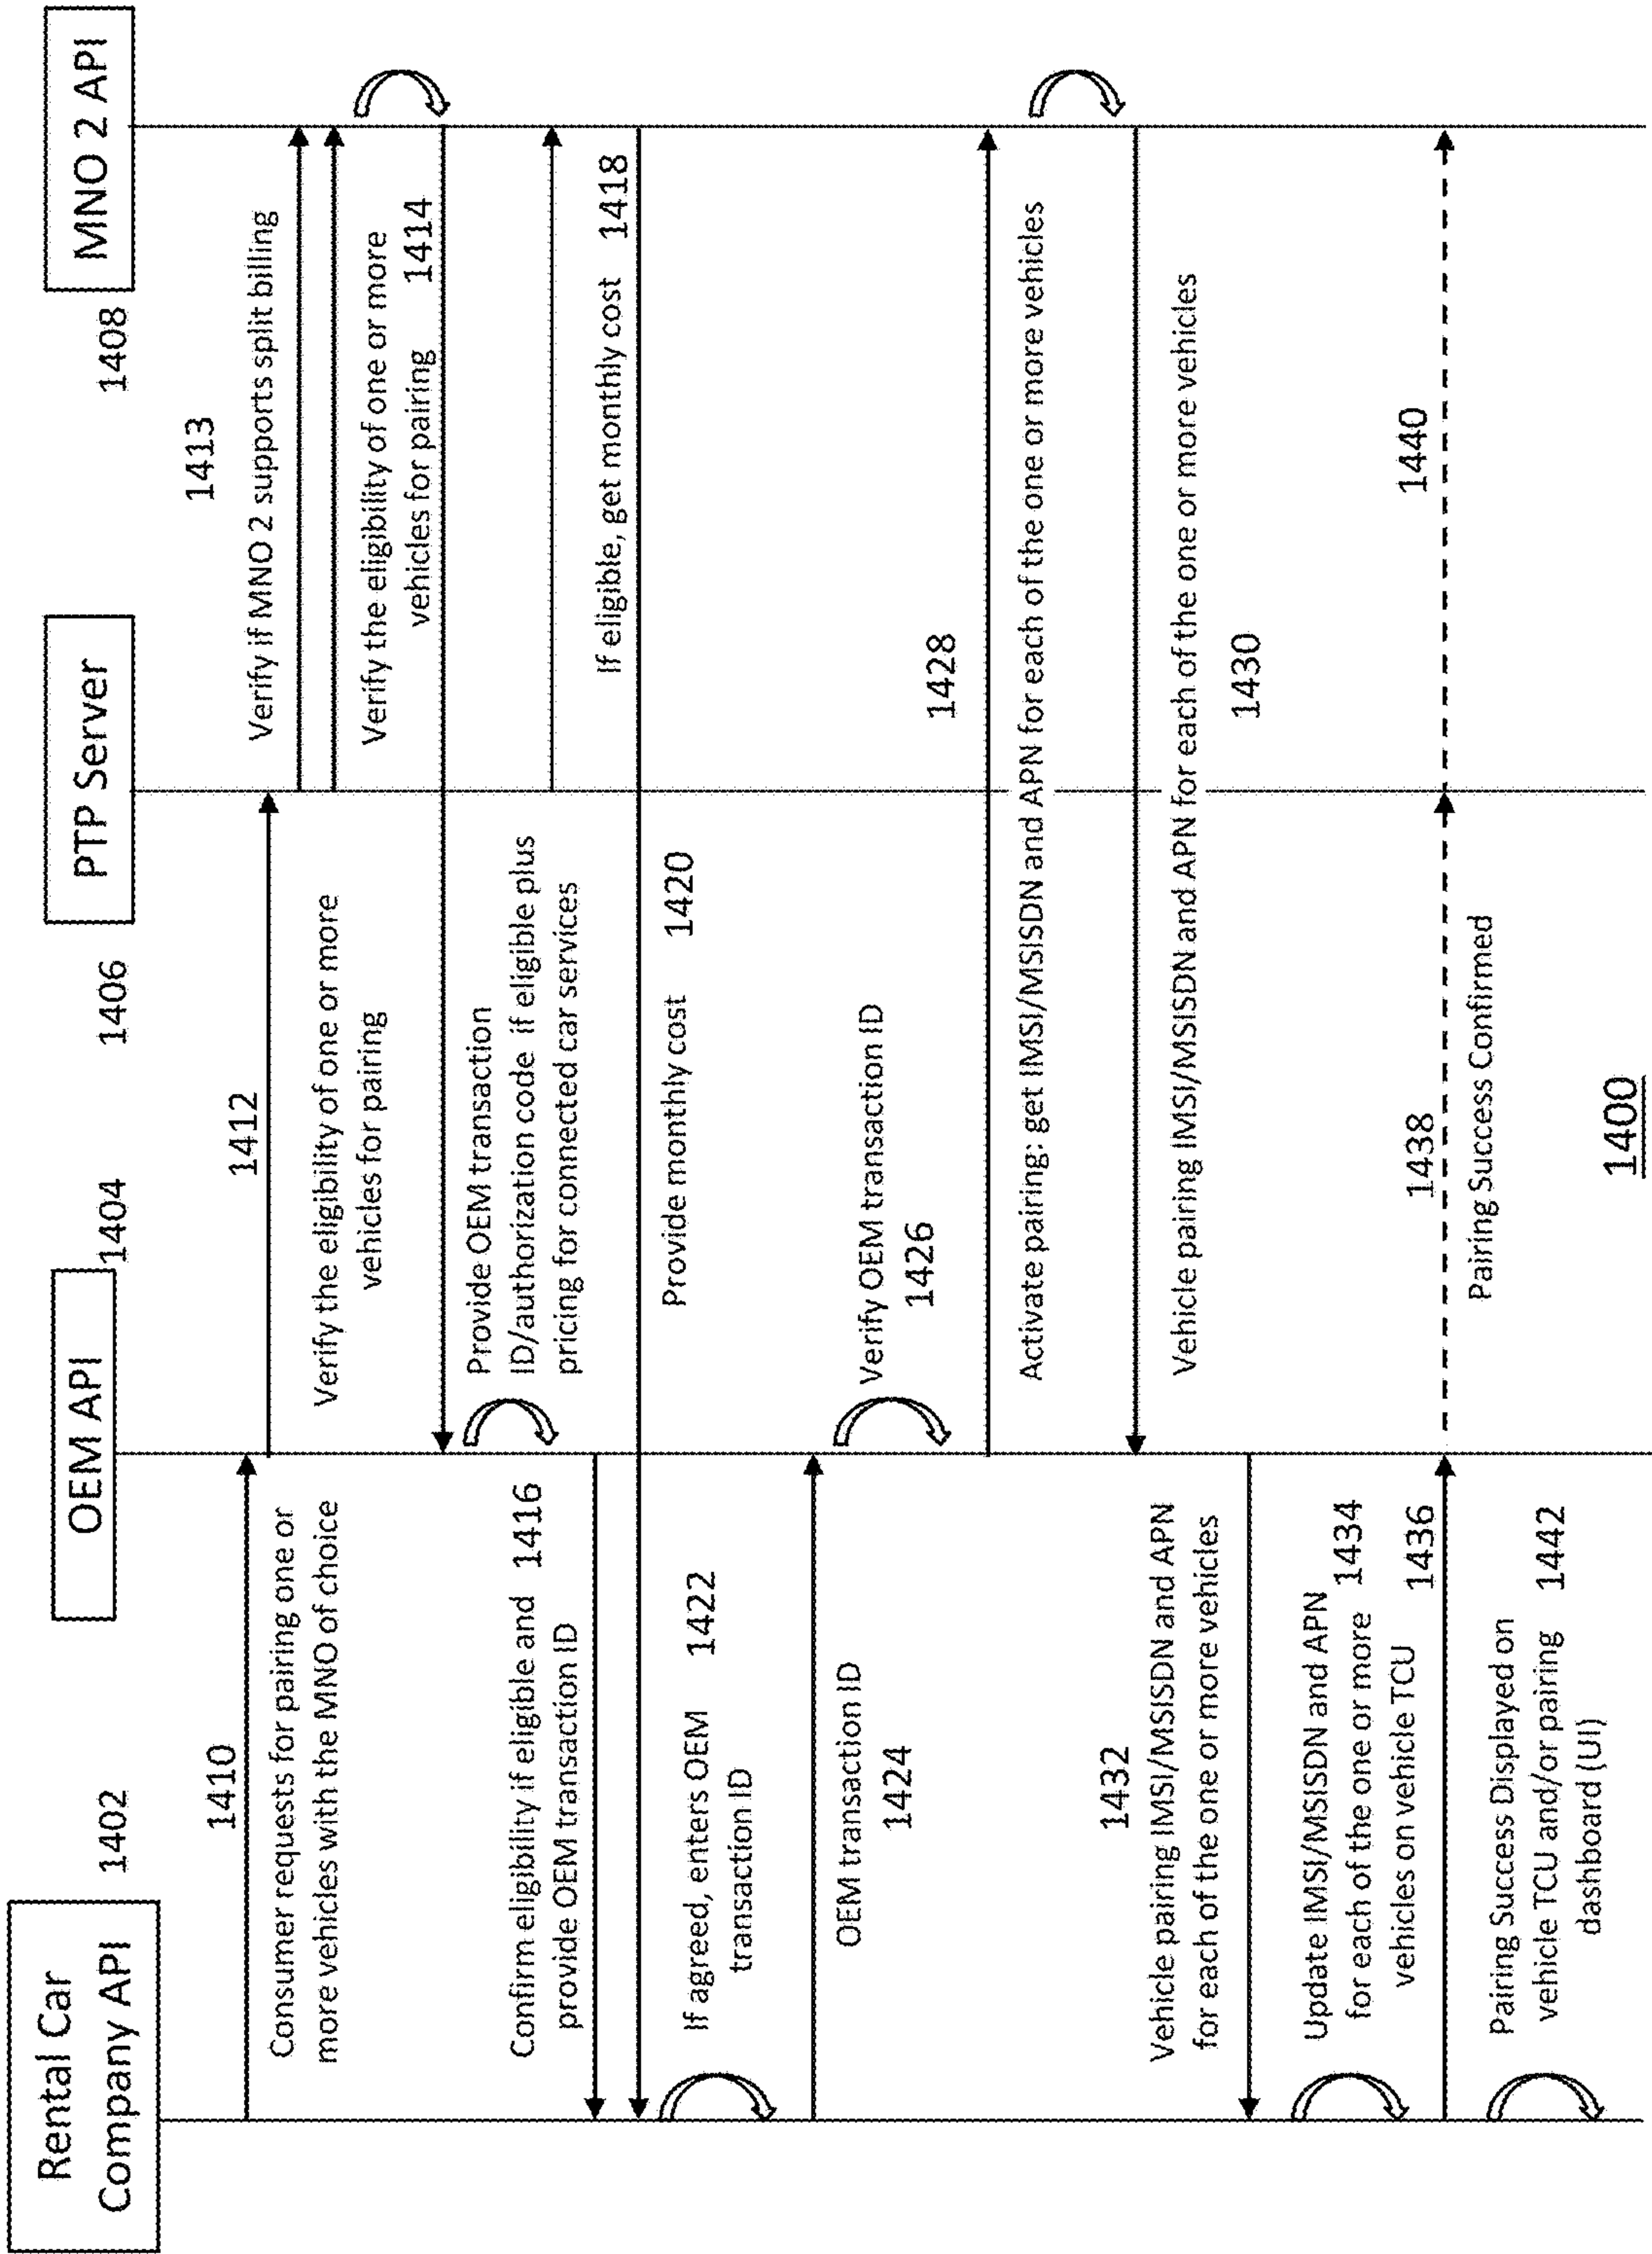 Rental Car
Company API
1402
OEM API
1404
1406
PTP Server
1408
MNO 2 API
1410
Consumer requests for pairing one or
more vehicles with the MNO of choice
1412
Verify the eligibility of one or more
vehicles for pairing
1413
Verify if MNO 2 supports split billing
Verify the eligibility of one or more
vehicles for pairing 1414
Provide OEM transaction
ID/authorization code if eligible plus
pricing for connected car services
Confirm eligibility if eligible and 1416
provide OEM transaction ID
If eligible, get monthly cost 1418
Provide monthly cost 1420
If agreed, enters OEM 1422
transaction ID
OEM transaction ID
1424
Verify OEM transaction ID
1426
1428
Activate pairing: get IMSI/MSISDN and APN for each of the one or more vehicles
Vehicle pairing IMSI/MSISDN and APN for each of the one or more vehicles
1430
1432
Vehicle pairing IMSI/MSISDN and APN
for each of the one or more vehicles
Update IMSI/MSISDN and APN
for each of the one or more 1434
vehicles on vehicle TCU 1436
1438
1440
Pairing Success Confirmed
Pairing Success Displayed on
vehicle TCU and/or pairing 1442
dashboard (UI)
1400